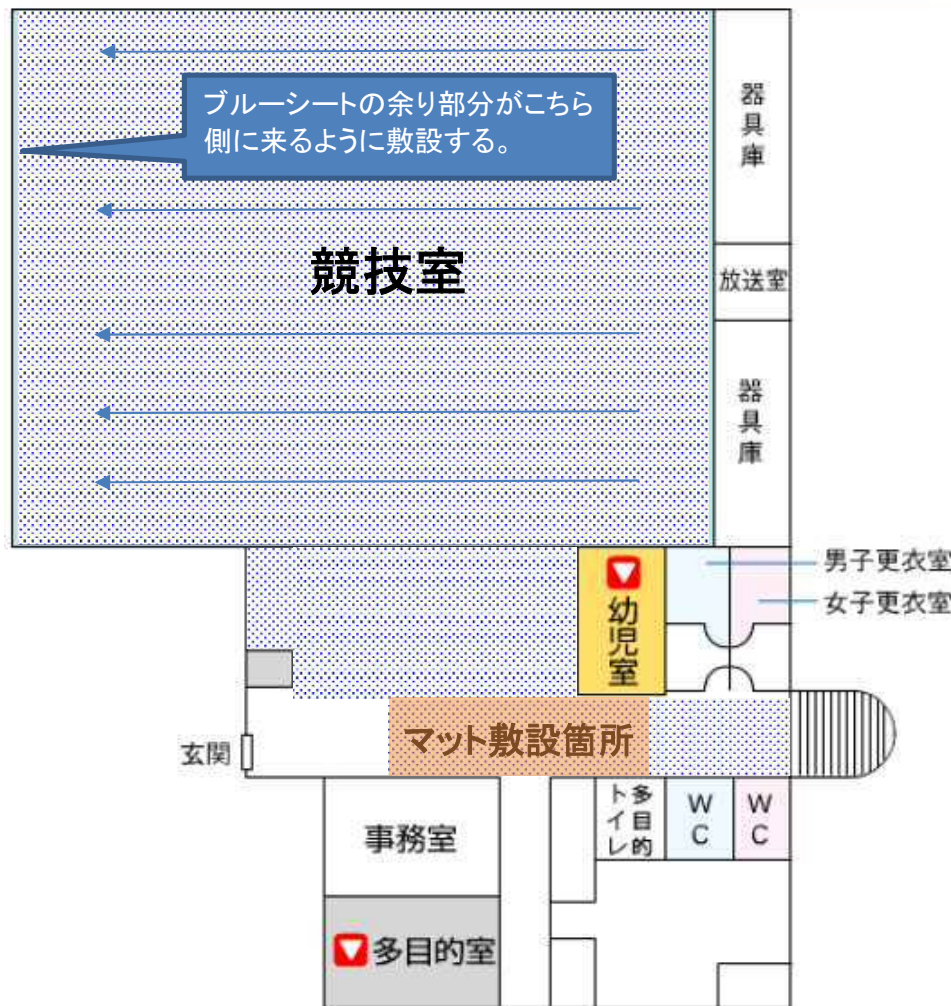 ブルーシートの余り部分がこちら
側に来るように敷設する。
器具庫
競技室
放送室
器具庫
男子更衣室
女子更衣室
幼児室
マット敷設箇所
玄関
事務室
多目的
トイレ
WC
WC
多目的室